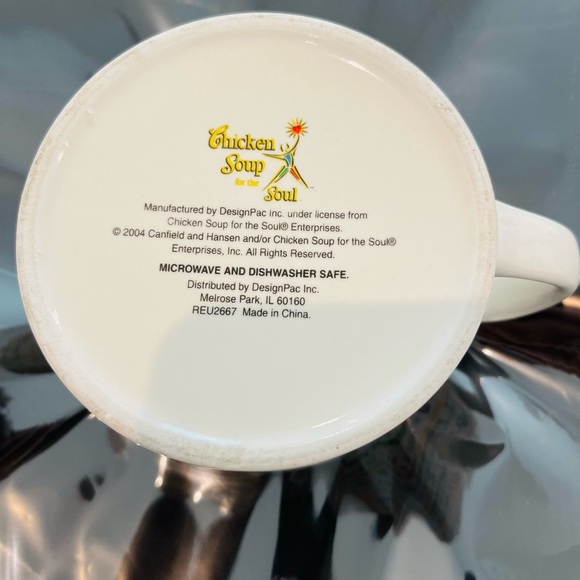 Chicken
Soup
for the
Soul
Manufactured by DesignPac Inc. under license from
Chicken Soup for the Soul® Enterprises.
© 2004 Canfield and Hansen and/or Chicken Soup for the Soul®
Enterprises, Inc. All Rights Reserved.
MICROWAVE AND DISHWASHER SAFE.
Distributed by DesignPac Inc.
Melrose Park, IL 60160
REU2667 Made in China.